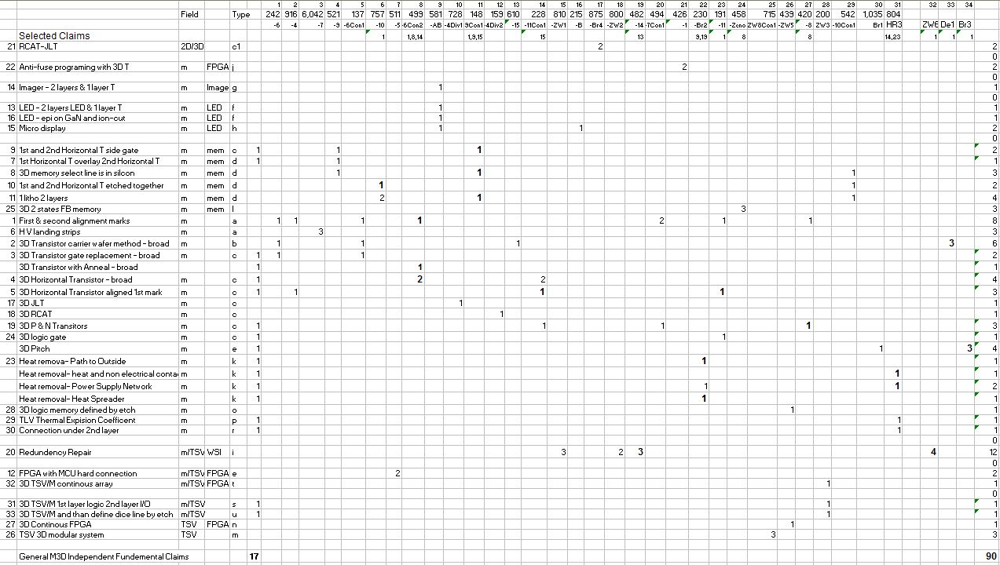 1 2 3 4 5 6 7 8 9 10 11 12 13 14 15 16 17 18 19 20 21 22 23 24 25 26 27 28 29 30 31 32 33 34
Field Type 242 916 6,042 521 137 757 511 499 581 728 148 159 610 228 810 215 875 800 482 494 426 230 191 458 715 439 420 200 542 1,035 804
-6 -4 -7 -9 -6Con1 -10 -5 -6Con2 -AB -4Div1 9Con1 -4Div2 -15 -11Con1 -ZW1 -B -Br4 -ZW2 -14 -7Con1 -1 -Br2 -11 -Zeno ZW8Con1 -ZW5 -8 ZW3 -10Con1 Br1 HR3 ZW6 De1 Br3
Selected Claims 1 1,8,14 1,9,15 15 13 9,19 1 8 8 14,23 1 1 1
21 RCAT-JLT 2D/3D c1 2 2
0
22 Anti-fuse programing with 3D T m FPGA j 2 2
0
14 Imager - 2 layers & 1 layer T m Image g 1 1
0
13 LED - 2 layers LED & 1 layer T m LED f 1 1
16 LED - epi on GaN and ion-cut m LED f 1 1
15 Micro display m LED h 1 1 2
0
9 1st and 2nd Horizontal T side gate m mem c 1 1 1 2
7 1st Horizontal T overlay 2nd Horizontal T m mem d 1 1 1
8 3D memory select line is in silcon m mem d 1 1 1 3
10 1st and 2nd Horizontal T etched together m mem d 1 1 2
11 1 litho 2 layers m mem d 2 1 1 4
25 3D 2 states FB memory m mem l 3 3
1 First & second alignment marks m a 1 1 1 1 2 1 1 8
6 H V landing strips m a 3 3
2 3D Transistor carrier wafer method - broad m b 1 1 1 3 6
3 3D Transistor gate replacement - broad m c 1 1 1 2
3D Transistor with Anneal - broad 1 1 1
4 3D Horizontal Transistor - broad m c 1 2 2 4
5 3D Horizontal Transistor aligned 1st mark m c 1 1 1 1 3
17 3D JLT m c 1 1
18 3D RCAT m c 1 1
19 3D P & N Transitors m c 1 1 1 1 3
24 3D logic gate m c 1 1 1
3D Pitch m e 1 1 3 4
23 Heat remova- Path to Outside m k 1 1 1
Heat removal- heat and non electrical conta m k 1 1 1
Heat removal- Power Supply Network m k 1 1 1 2
Heat removal- Heat Spreader m k 1 1 1
28 3D logic memory defined by etch m o 1 1
29 TLV Thermal Expision Coefficent m p 1 1 1
30 Connection under 2nd layer m r 1 1 1
0
20 Redundency Repair m/TSV WSI i 3 2 3 4 12
0
12 FPGA with MCU hard connection m/TSV FPGA e 2 2
32 3D TSV/M continous array m/TSV FPGA t 1 1
0
31 3D TSV/M 1st layer logic 2nd layer I/O m/TSV s 1 1 1
33 3D TSV/M and than define dice line by etch m/TSV u 1 1 1
27 3D Continous FPGA TSV FPGA n 1 1
26 TSV 3D modular system TSV m 3 3
General M3D Independent Fundemental Claims 17 90